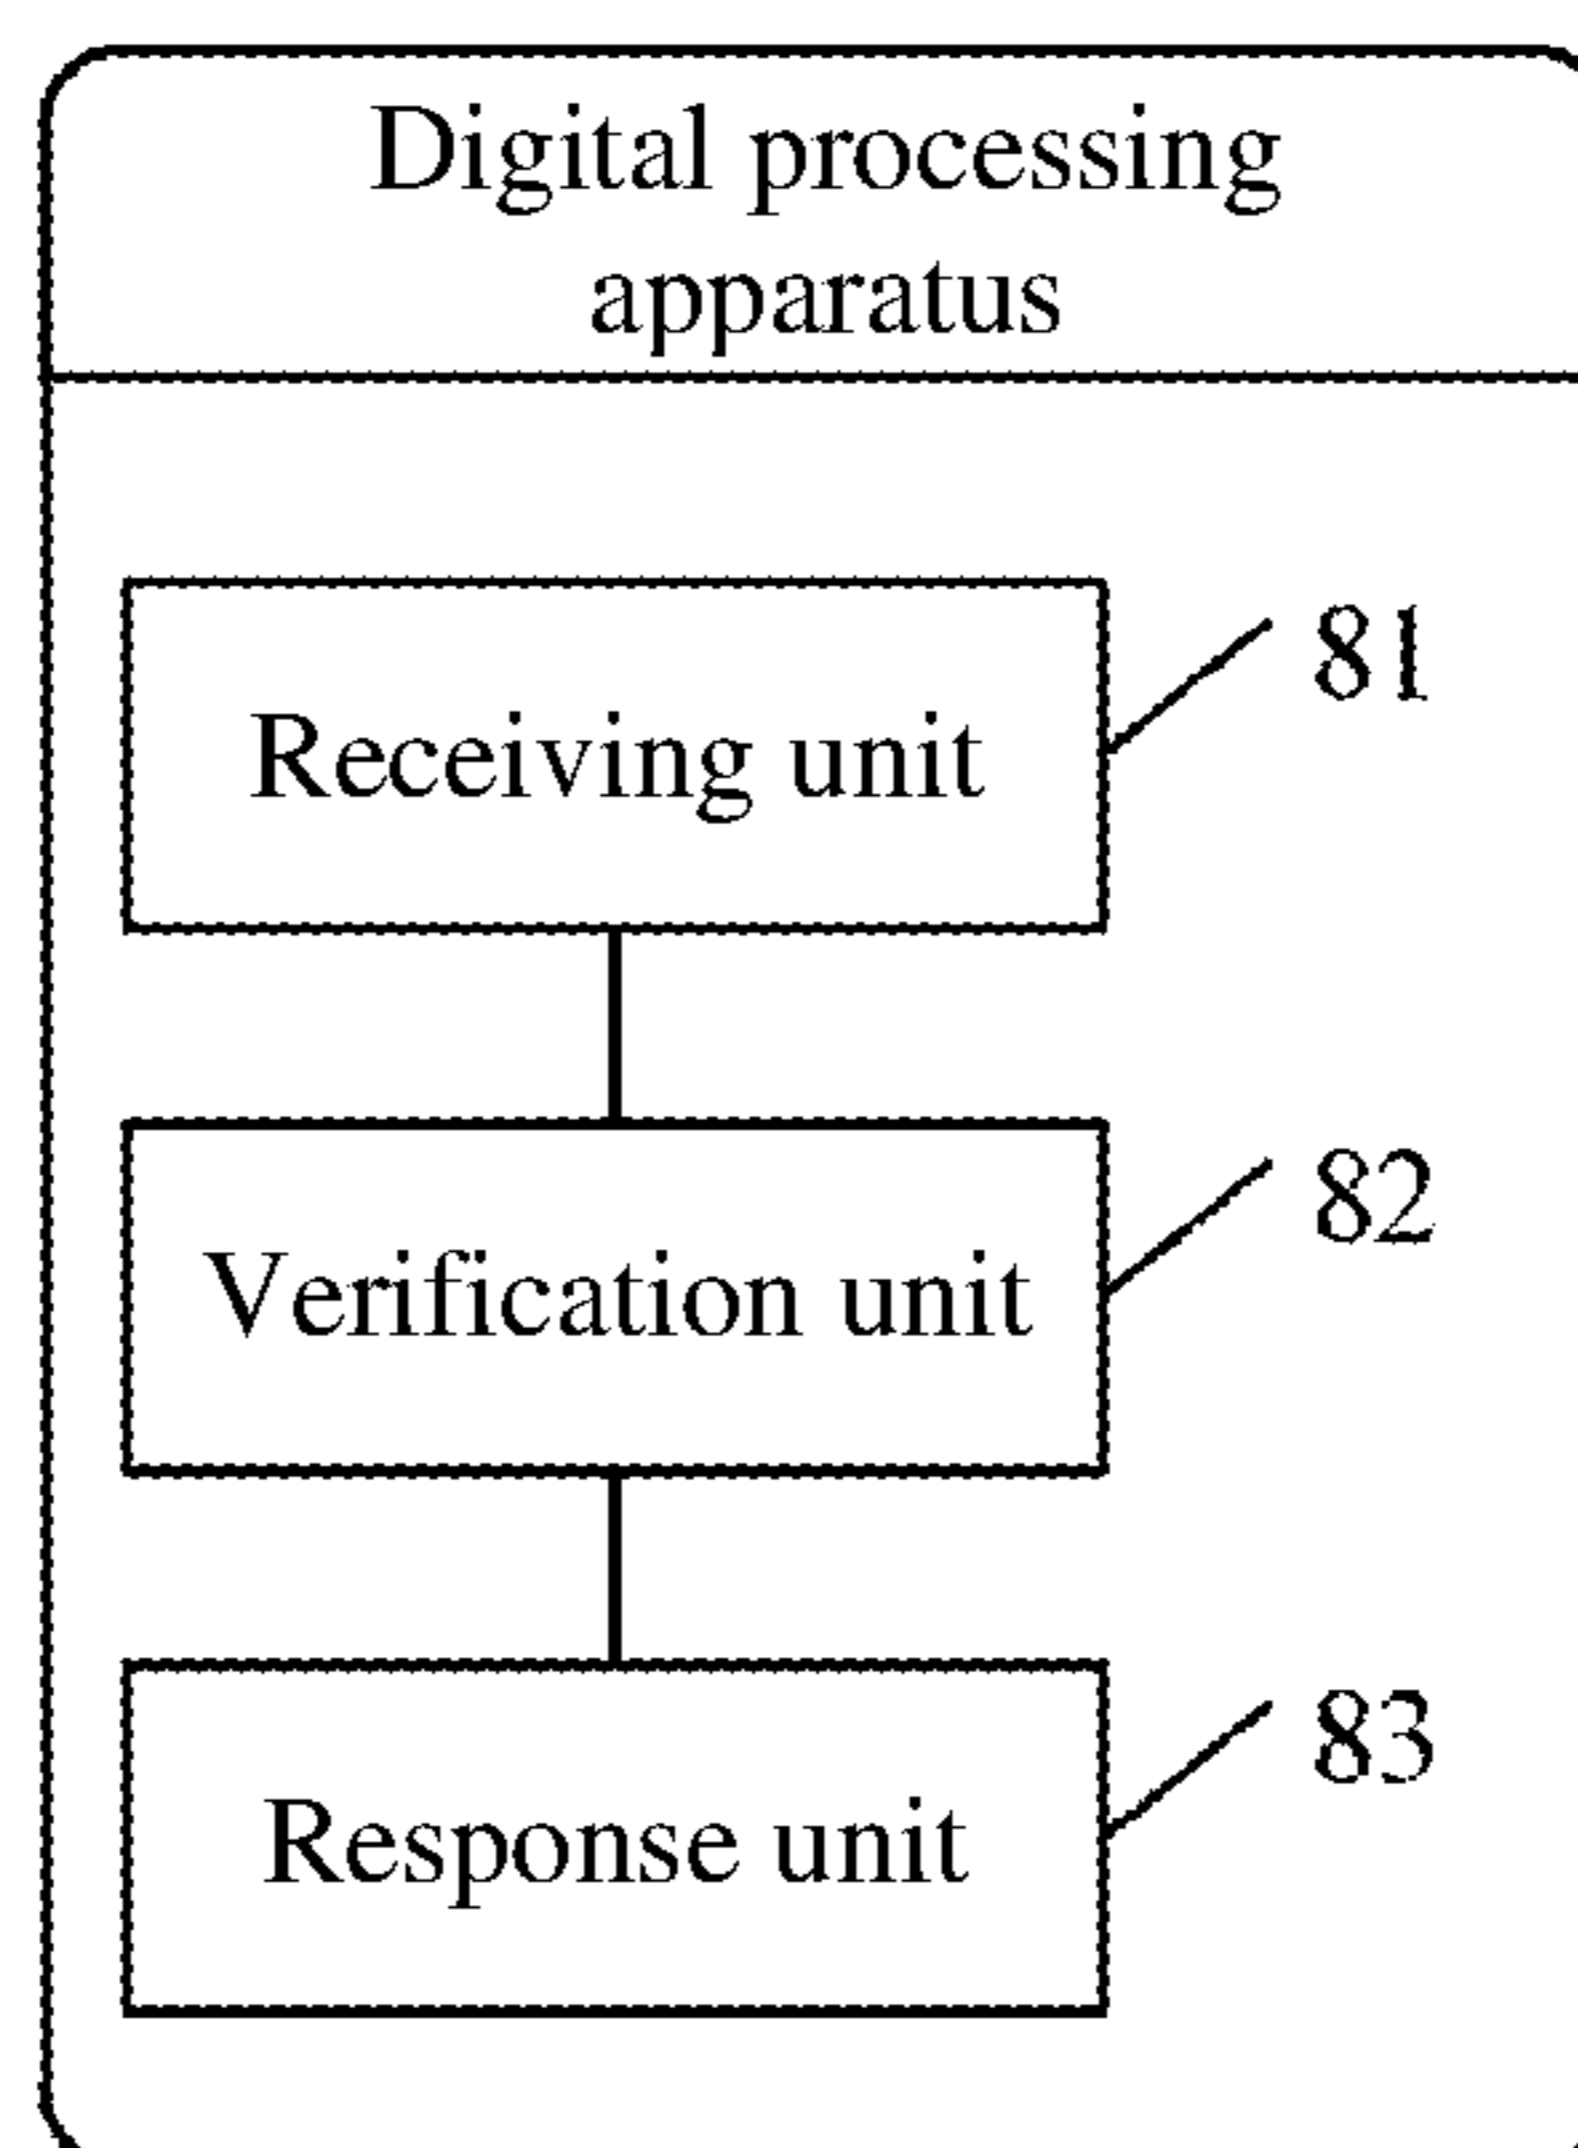 Digital processing
apparatus
81
Receiving unit
82
Verification unit
83
Response unit